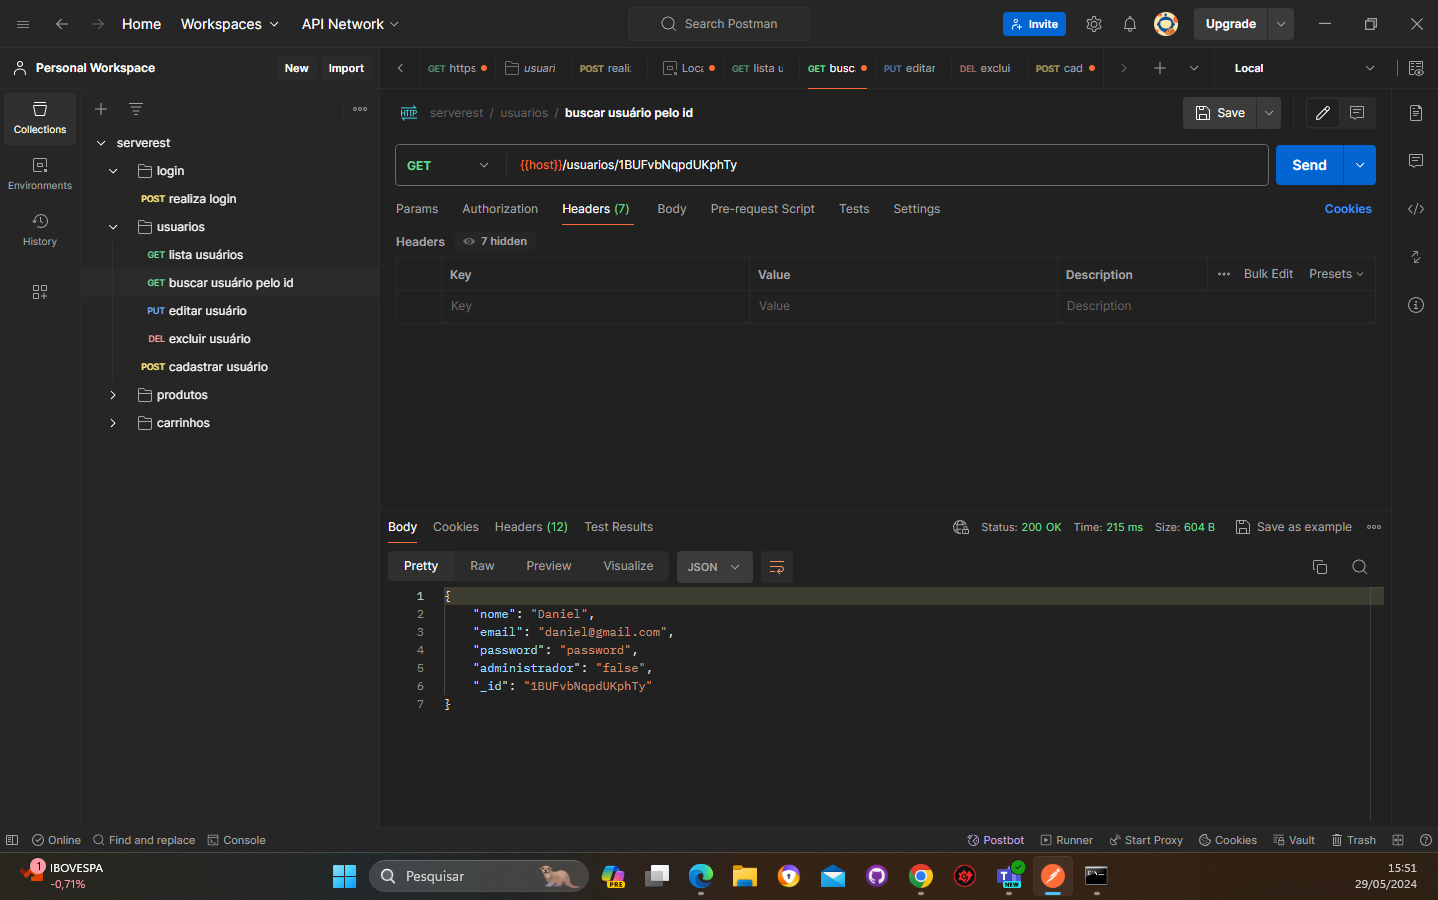 Home
Workspaces
API Network
Search Postman
Invite
Upgrade
Personal Workspace
New
Import
GET https
usuari
POST reali:
Loca
GET lista u
GET busc
PUT editar
DEL exclui
POST cad
Local
Collections
Environments
History
serverest
login
POST realiza login
usuarios
GET lista usuários
GET buscar usuário pelo id
PUT editar usuário
DEL excluir usuário
POST cadastrar usuário
produtos
carrinhos
HTTP serverest / usuarios / buscar usuário pelo id
Save
GET
{{host}}/usuarios/1BUFvbNqpdUKphTy
Send
Params Authorization Headers (7) Body Pre-request Script Tests Settings
Cookies
Headers 7 hidden
Key Value Description Bulk Edit Presets
Key Value Description
Body Cookies Headers (12) Test Results
Status: 200 OK Time: 215 ms Size: 604 B Save as example
Pretty Raw Preview Visualize JSON
1 {
2 "nome": "Daniel",
3 "email": "daniel@gmail.com",
4 "password": "password",
5 "administrador": "false",
6 "_id": "1BUFvbNqpdUKphTy"
7 }
Online Find and replace Console
Postbot Runner Start Proxy Cookies Vault Trash
1
IBOVESPA
-0,71%
Pesquisar
PRE
T
NEW
15:51
29/05/2024